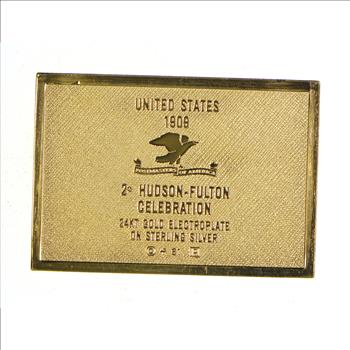 UNITED STATES
1909
POSTMASTERS OF AMERICA
2¢ HUDSON-FULTON
CELEBRATION
24KT GOLD ELECTROPLATE
ON STERLING SILVER